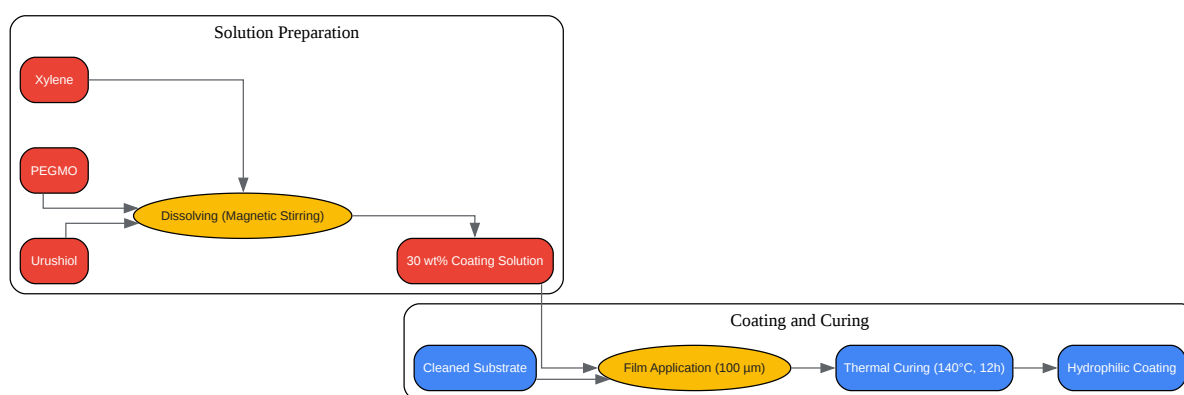 Solution Preparation
Xylene
PEGMO
Dissolving (Magnetic Stirring)
Urushiol
30 wt% Coating Solution
Coating and Curing
Cleaned Substrate
Film Application (100 µm)
Thermal Curing (140°C, 12h)
Hydrophilic Coating